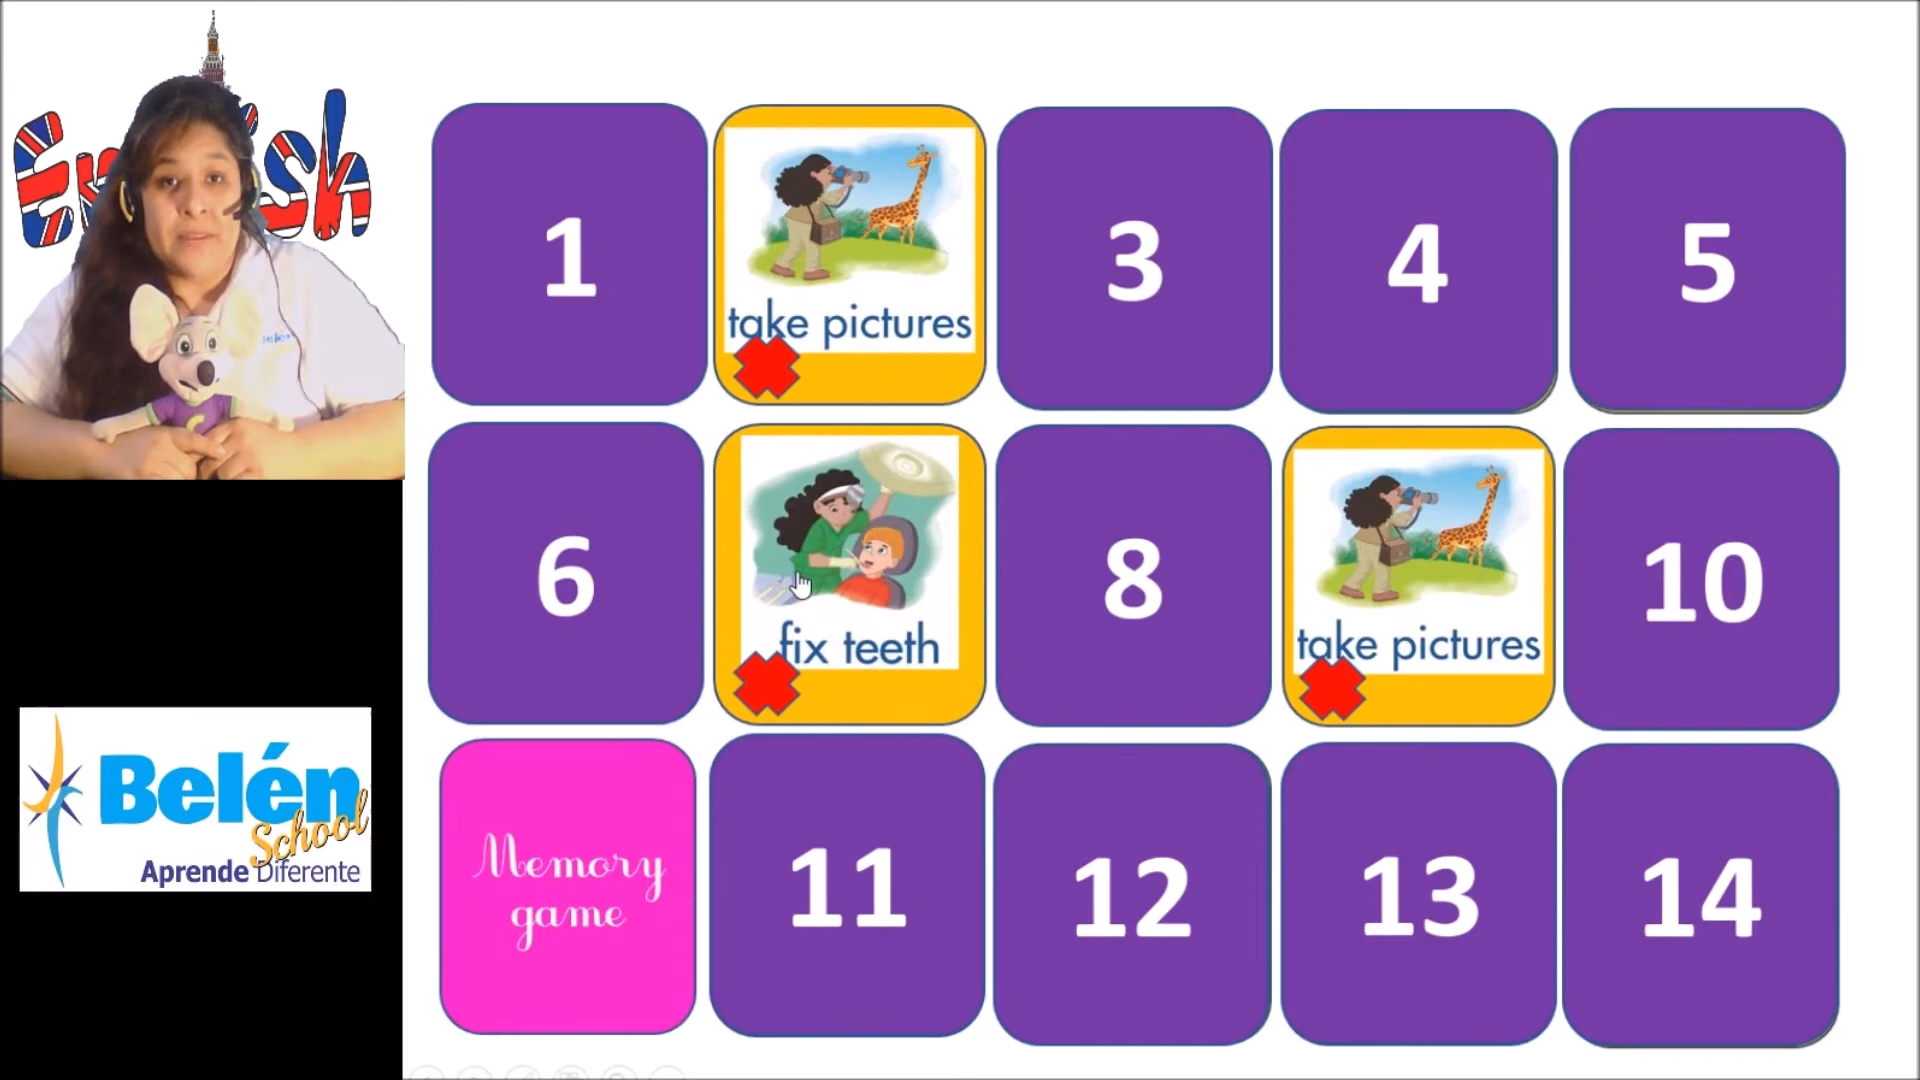 English
1
take pictures
3
4
5
6
fix teeth
8
take pictures
10
Memory
game
11
12
13
14
Belén
School
Aprende Diferente